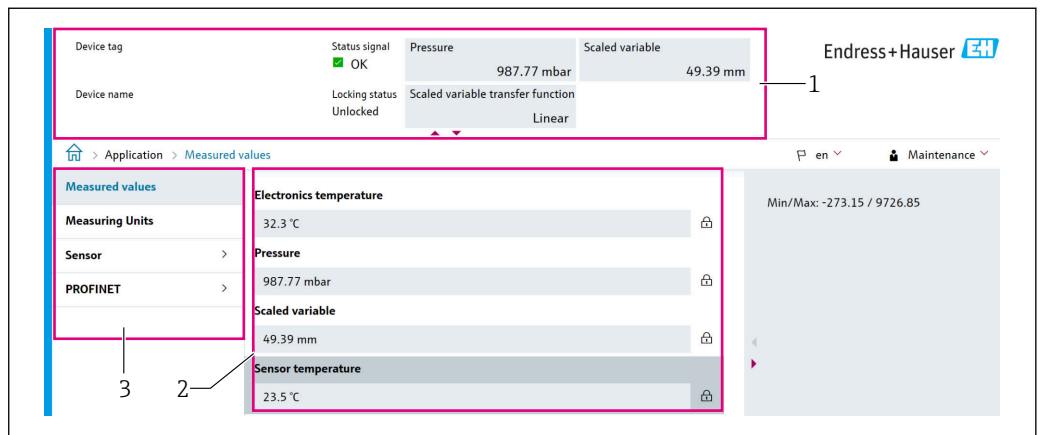 Device tag
Status signal
OK
Pressure
987.77 mbar
Scaled variable
49.39 mm
Endress+Hauser EH
1
Device name
Locking status
Unlocked
Scaled variable transfer function
Linear
> Application > Measured values
en
Maintenance
Measured values
Measuring Units
Sensor >
PROFINET >
3
2
Electronics temperature
32.3 °C
Pressure
987.77 mbar
Scaled variable
49.39 mm
Sensor temperature
23.5 °C
Min/Max: -273.15 / 9726.85